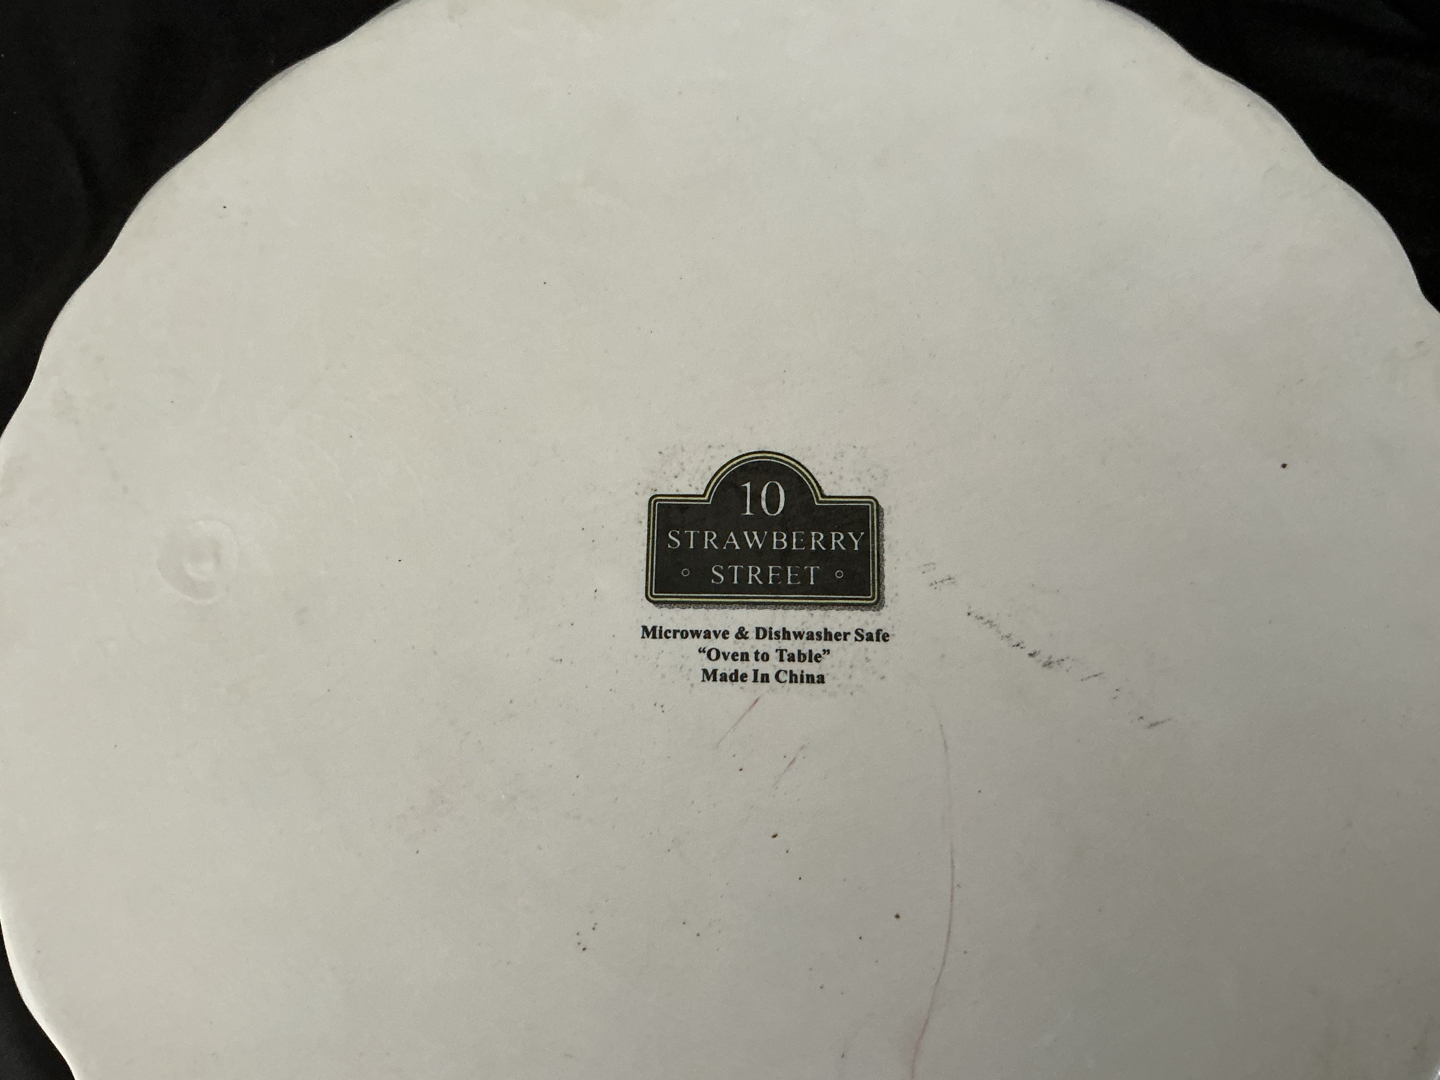 10
STRAWBERRY
STREET
Microwave & Dishwasher Safe
“Oven to Table”
Made In China